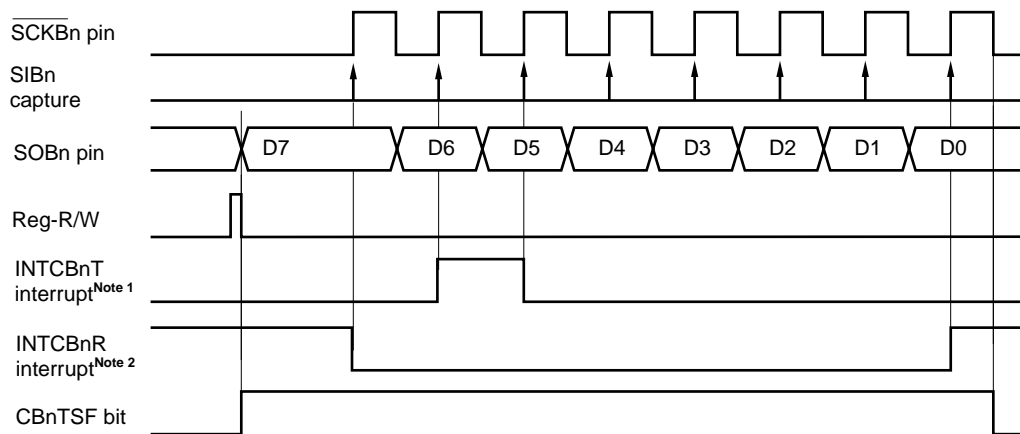 SCKBn pin
SIBn
capture
SOBn pin
D7
D6
D5
D4
D3
D2
D1
D0
Reg-R/W
INTCBnT
interruptNote 1
INTCBnR
interruptNote 2
CBnTSF bit